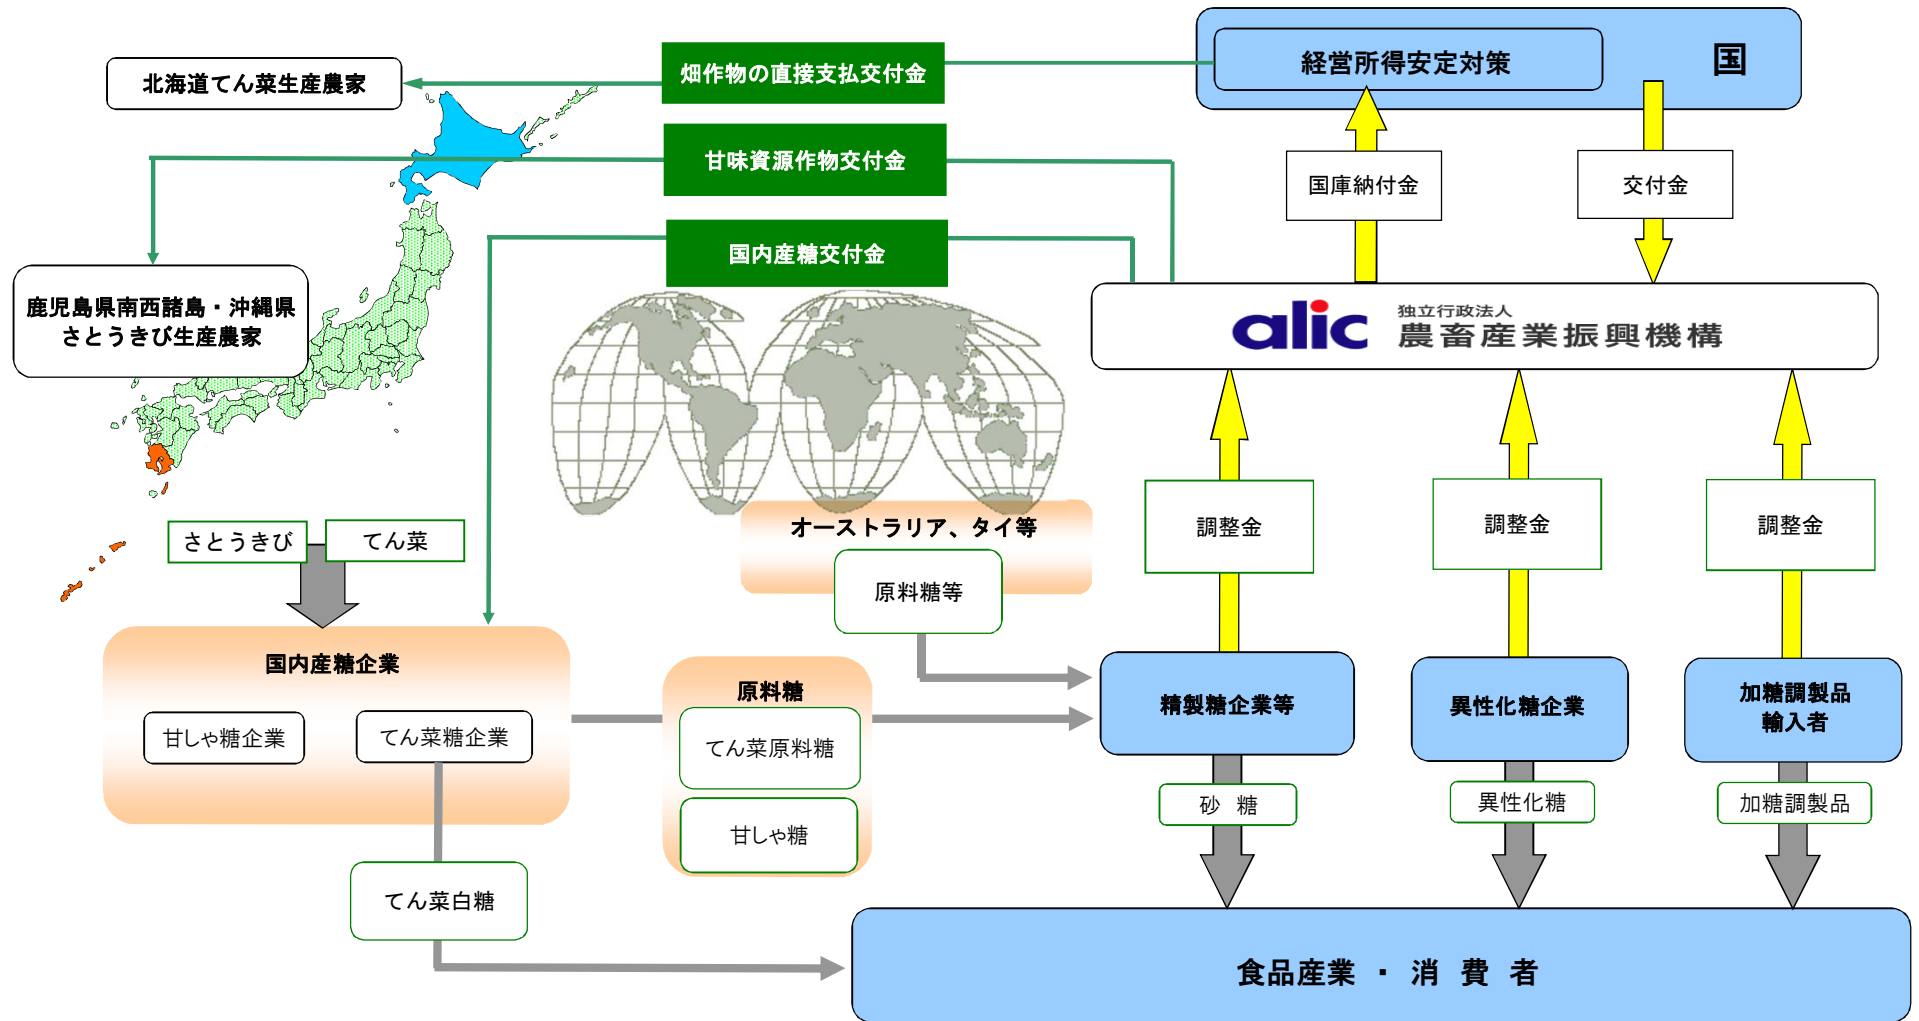 国
経営所得安定対策
畑作物の直接支払交付金
北海道てん菜生産農家
甘味資源作物交付金
国庫納付金
交付金
国内産糖交付金
鹿児島県南西諸島・沖縄県
さとうきび生産農家
alic
独立行政法人
農畜産業振興機構
オーストラリア、タイ等
原料糖等
調整金
調整金
調整金
さとうきび
てん菜
国内産糖企業
甘しゃ糖企業
てん菜糖企業
原料糖
てん菜原料糖
甘しゃ糖
精製糖企業等
異性化糖企業
加糖調製品
輸入者
砂 糖
異性化糖
加糖調製品
てん菜白糖
食品産業 ・ 消 費 者